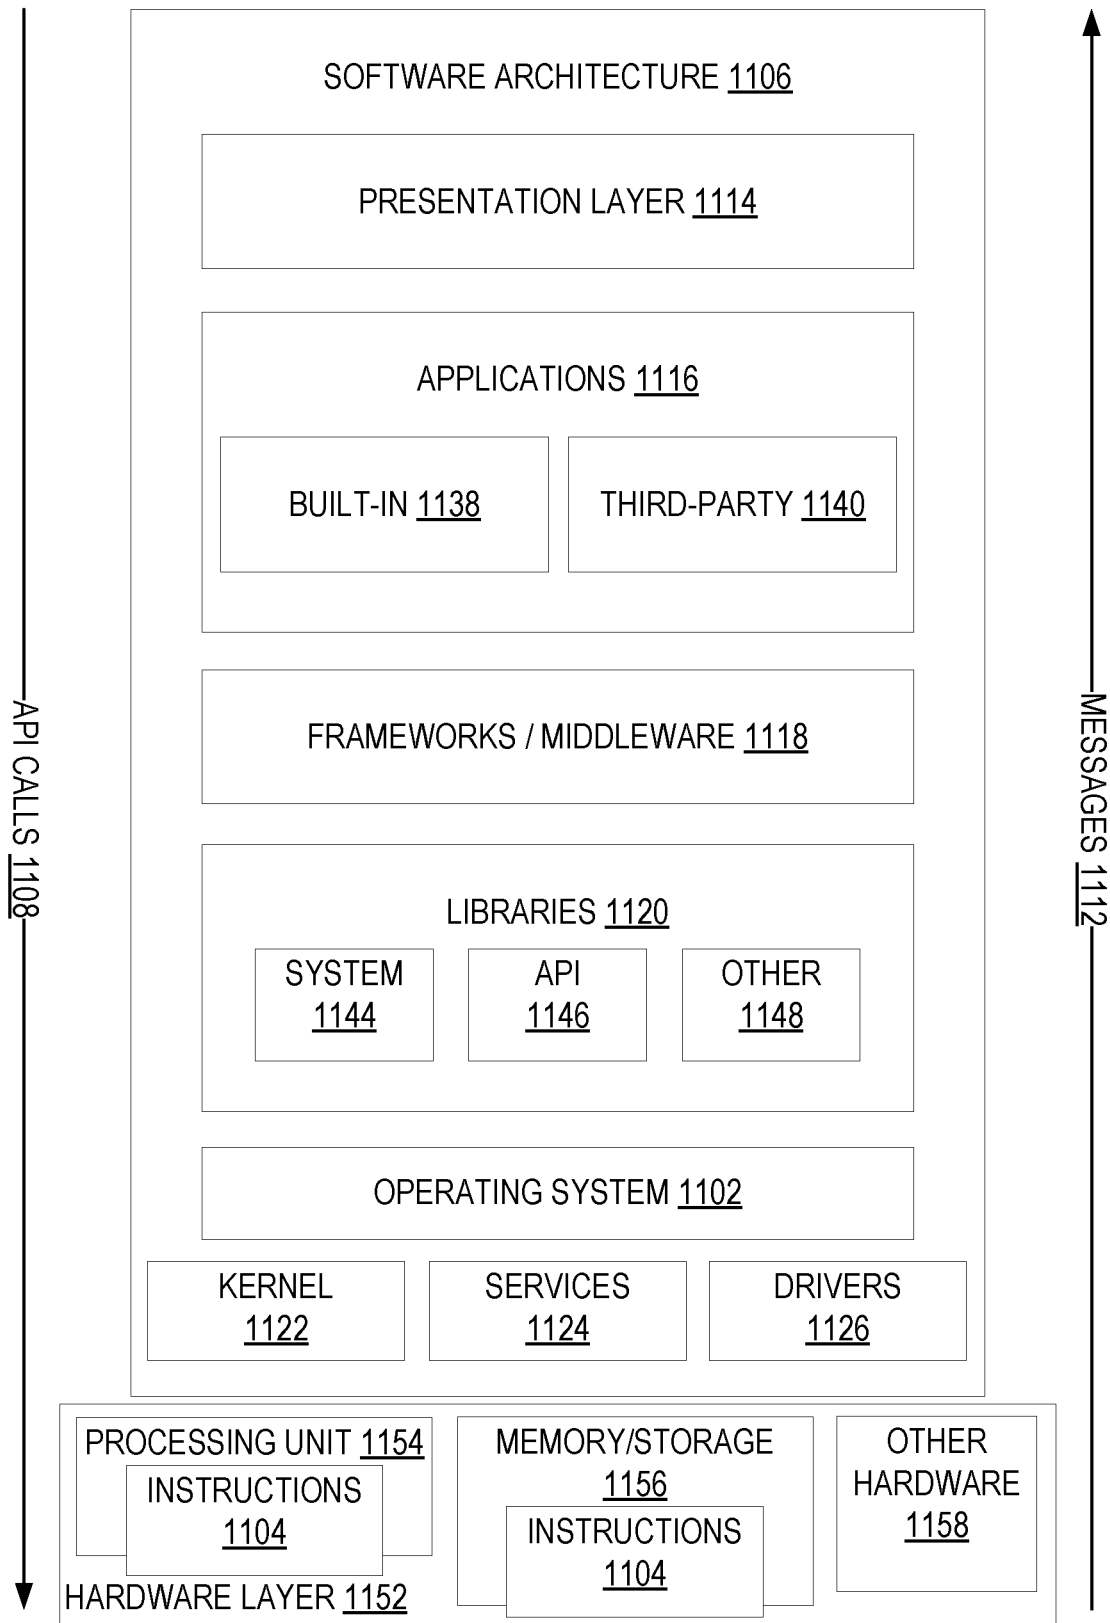 SOFTWARE ARCHITECTURE 1106
PRESENTATION LAYER 1114
APPLICATIONS 1116
BUILT-IN 1138
THIRD-PARTY 1140
FRAMEWORKS / MIDDLEWARE 1118
API CALLS 1108
MESSAGES 1112
LIBRARIES 1120
SYSTEM
1144
API
1146
OTHER
1148
OPERATING SYSTEM 1102
KERNEL
1122
SERVICES
1124
DRIVERS
1126
PROCESSING UNIT 1154
INSTRUCTIONS
1104
MEMORY/STORAGE
1156
INSTRUCTIONS
1104
OTHER
HARDWARE
1158
HARDWARE LAYER 1152